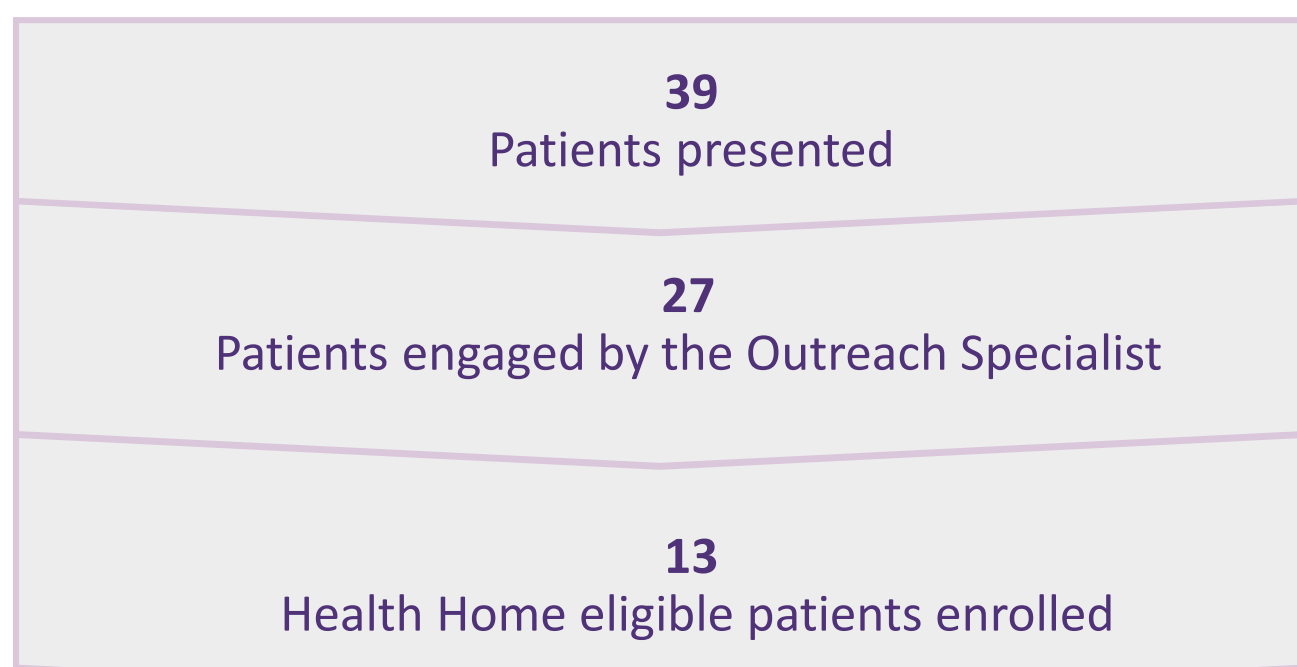 39
Patients presented
27
Patients engaged by the Outreach Specialist
13
Health Home eligible patients enrolled